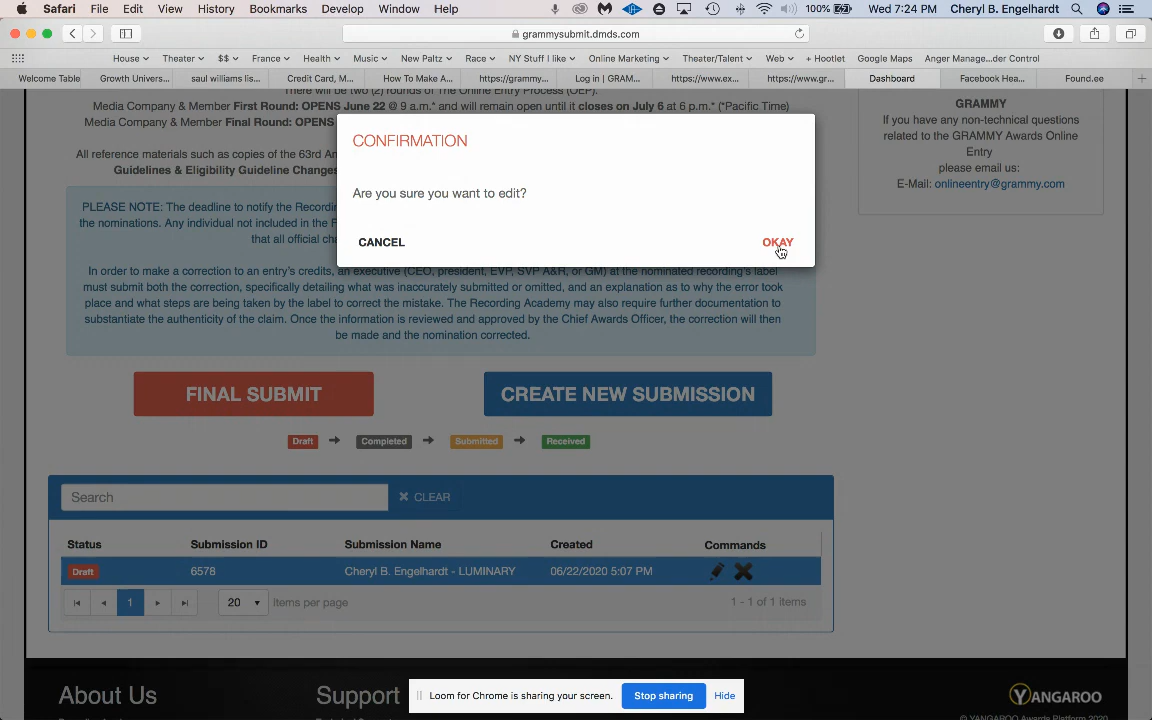 Safari File Edit View History Bookmarks Develop Window Help 100% Wed 7:24 PM Cheryl B. Engelhardt
grammysubmit.dmds.com
House Theater $$ France Health Music New Paltz Race NY Stuff I like Online Marketing Theater/Talent Web + Hootlet Google Maps Anger Manage...der Control
Welcome Table Growth Univers... saul williams lis... Credit Card, M... How To Make A... https://grammy... Log in | GRAM... https://www.ex... https://www.gr... Dashboard Facebook Hea... Found.ee
There will be two (2) rounds of the Online Entry Process (OEP).
Media Company & Member First Round: OPENS June 22 @ 9 a.m.* and will remain open until it closes on July 6 at 6 p.m.* (*Pacific Time)
Media Company & Member Final Round: OPENS
All reference materials such as copies of the 63rd An
Guidelines & Eligibility Guideline Changes
GRAMMY
If you have any non-technical questions
related to the GRAMMY Awards Online
Entry
please email us:
E-Mail: onlineentry@grammy.com
CONFIRMATION
Are you sure you want to edit?
CANCEL OKAY
PLEASE NOTE: The deadline to notify the Recordin
the nominations. Any individual not included in the F
that all official cha
In order to make a correction to an entry's credits, an executive (CEO, president, EVP, SVP A&R, or GM) at the nominated recording's label
must submit both the correction, specifically detailing what was inaccurately submitted or omitted, and an explanation as to why the error took
place and what steps are being taken by the label to correct the mistake. The Recording Academy may also require further documentation to
substantiate the authenticity of the claim. Once the information is reviewed and approved by the Chief Awards Officer, the correction will then
be made and the nomination corrected.
FINAL SUBMIT CREATE NEW SUBMISSION
Draft Completed Submitted Received
Search CLEAR
Status Submission ID Submission Name Created Commands
Draft 6578 Cheryl B. Engelhardt - LUMINARY 06/22/2020 5:07 PM
1 20 Items per page 1 - 1 of 1 items
About Us Support YANGAROO
Loom for Chrome is sharing your screen. Stop sharing Hide
© YANGAROO Awards Platform 2020